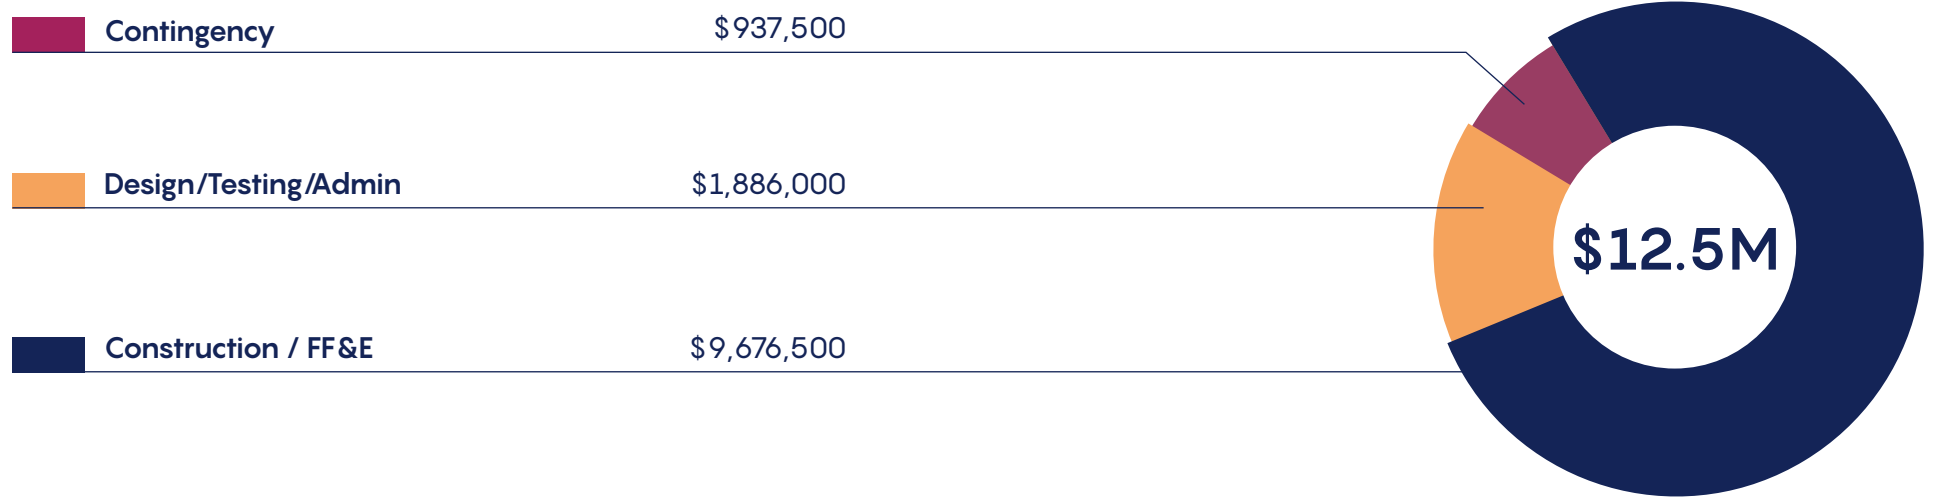 Contingency $937,500
Design/Testing/Admin $1,886,000
$12.5M
Construction / FF&E $9,676,500